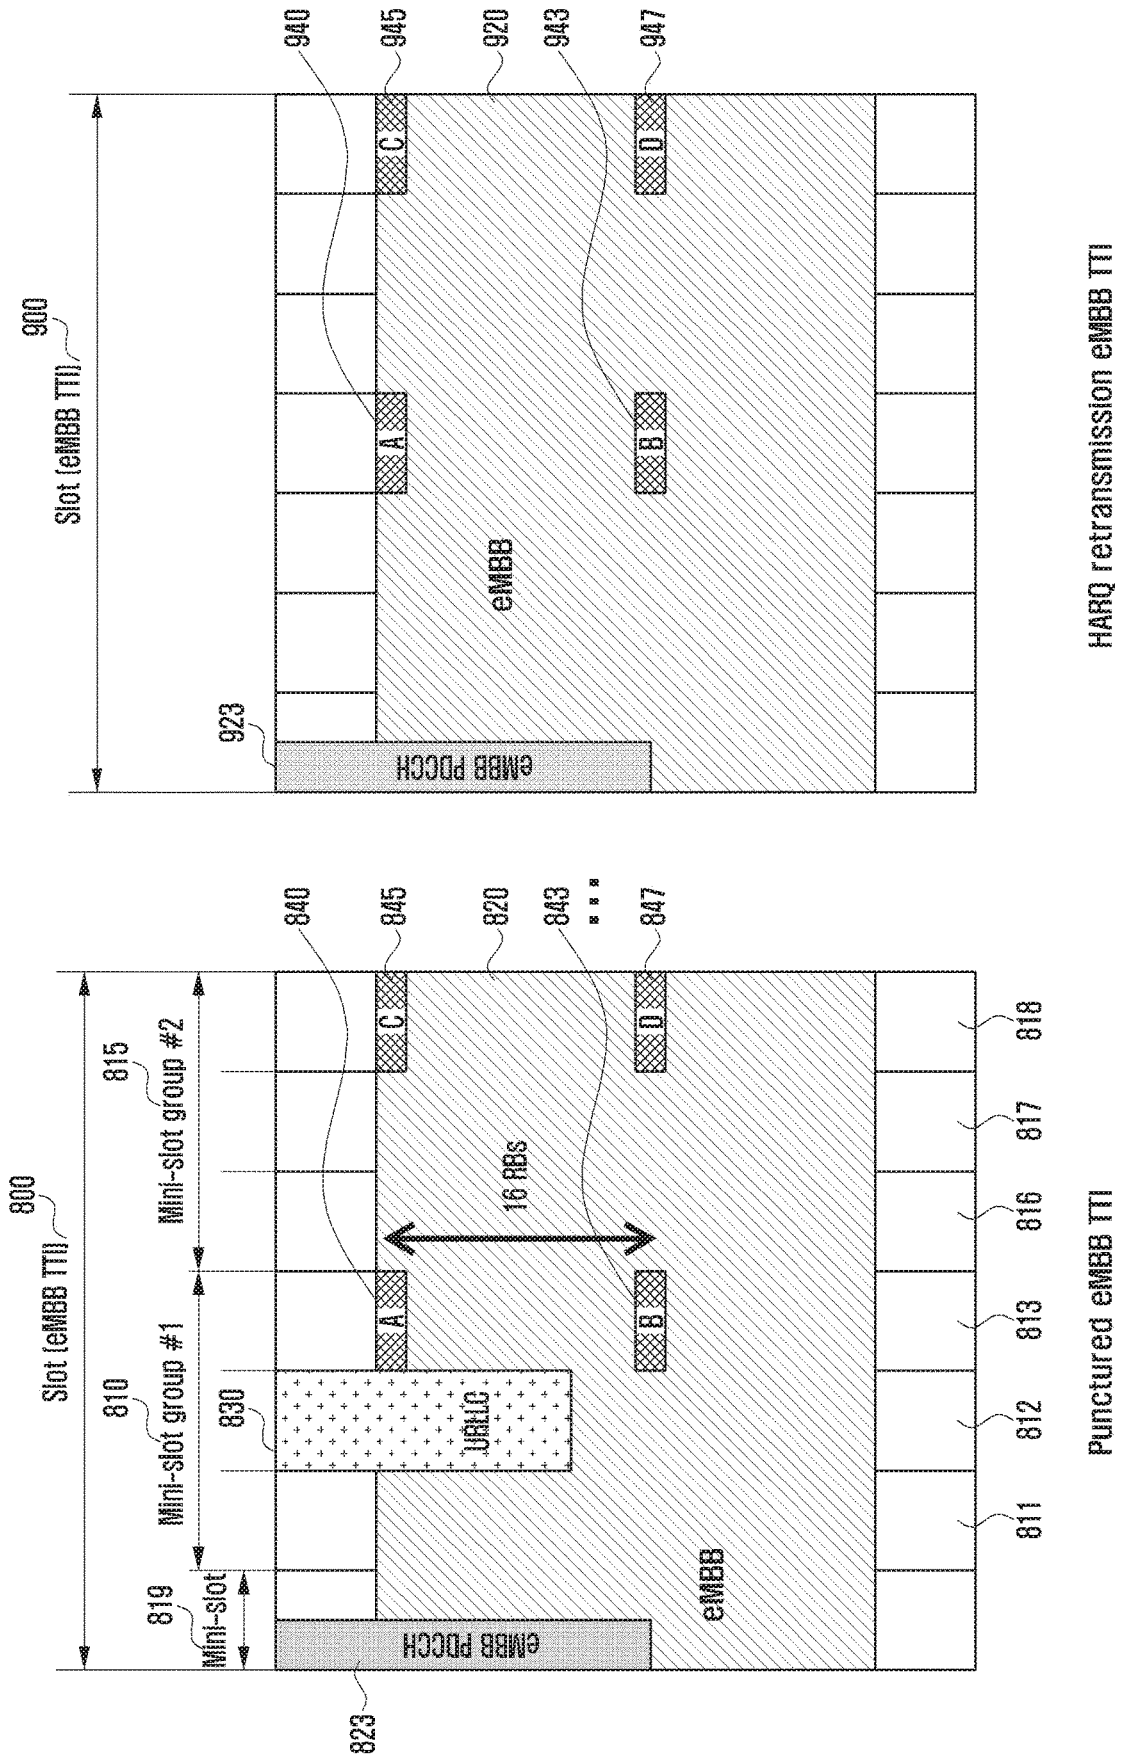 Slot (eMBB TTI)
800
810
Mini-slot group #1
815
Mini-slot group #2
819
Mini-slot
830
840
eMBB PDCCH
URLLC
A
C
845
820
16 RBs
843
...
B
D
847
eMBB
823
811
812
813
816
817
818
Punctured eMBB TTI
Slot (eMBB TTI)
900
923
940
eMBB PDCCH
A
C
945
920
eMBB
943
B
D
947
HARQ retransmission eMBB TTI